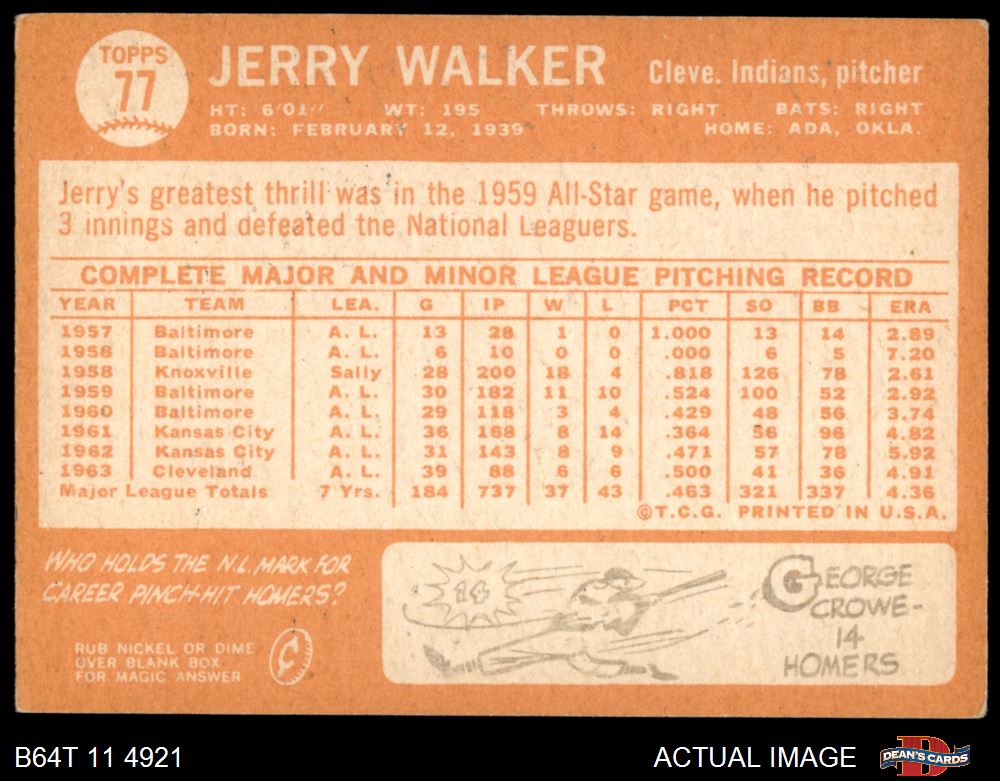 TOPPS
77
JERRY WALKER
Cleve. Indians, pitcher
HT: 6'01" WT: 195 THROWS: RIGHT BATS: RIGHT
BORN: FEBRUARY 12, 1939 HOME: ADA, OKLA.
Jerry's greatest thrill was in the 1959 All-Star game, when he pitched
3 innings and defeated the National Leaguers.
COMPLETE MAJOR AND MINOR LEAGUE PITCHING RECORD
YEAR TEAM LEA. G IP W L PCT SO BB ERA
1957 Baltimore A. L. 13 28 1 0 1.000 13 14 2.89
1958 Baltimore A. L. 6 10 0 0 .000 6 5 7.20
1958 Knoxville Sally 28 200 18 4 .818 126 78 2.61
1959 Baltimore A. L. 30 182 11 10 .524 100 52 2.92
1960 Baltimore A. L. 29 118 3 4 .429 48 56 3.74
1961 Kansas City A. L. 36 168 8 14 .364 56 96 4.82
1962 Kansas City A. L. 31 143 8 9 .471 57 78 5.92
1963 Cleveland A. L. 39 88 6 6 .500 41 36 4.91
Major League Totals 7 Yrs. 184 737 37 43 .463 321 337 4.36
©T.C.G. PRINTED IN U.S.A.
WHO HOLDS THE N.L. MARK FOR
CAREER PINCH-HIT HOMERS?
RUB NICKEL OR DIME
OVER BLANK BOX
FOR MAGIC ANSWER
¢
14
GEORGE
CROWE-
14
HOMERS
B64T 11 4921
ACTUAL IMAGE
DEAN'S CARDS